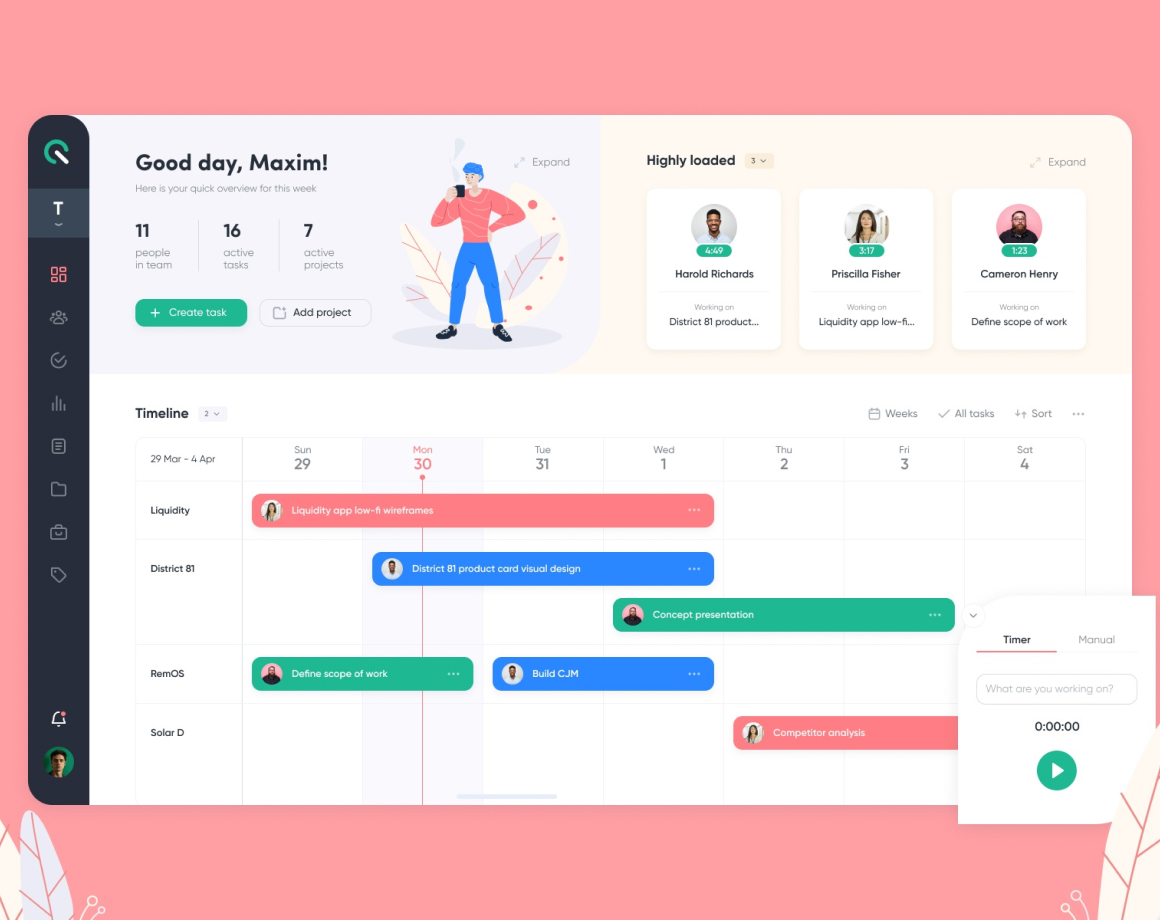 T
Good day, Maxim!
Here is your quick overview for this week
11
people
in team
16
active
tasks
7
active
projects
Create task
Add project
Expand
Highly loaded
3
Expand
4:49
Harold Richards
Working on
District 81 product...
3:17
Priscilla Fisher
Working on
Liquidity app low-fi...
1:23
Cameron Henry
Working on
Define scope of work
Timeline
2
Weeks
All tasks
Sort
29 Mar - 4 Apr
Sun
29
Mon
30
Tue
31
Wed
1
Thu
2
Fri
3
Sat
4
Liquidity
Liquidity app low-fi wireframes
District 81
District 81 product card visual design
Concept presentation
RemOS
Define scope of work
Build CJM
Solar D
Competitor analysis
Timer
Manual
What are you working on?
0:00:00